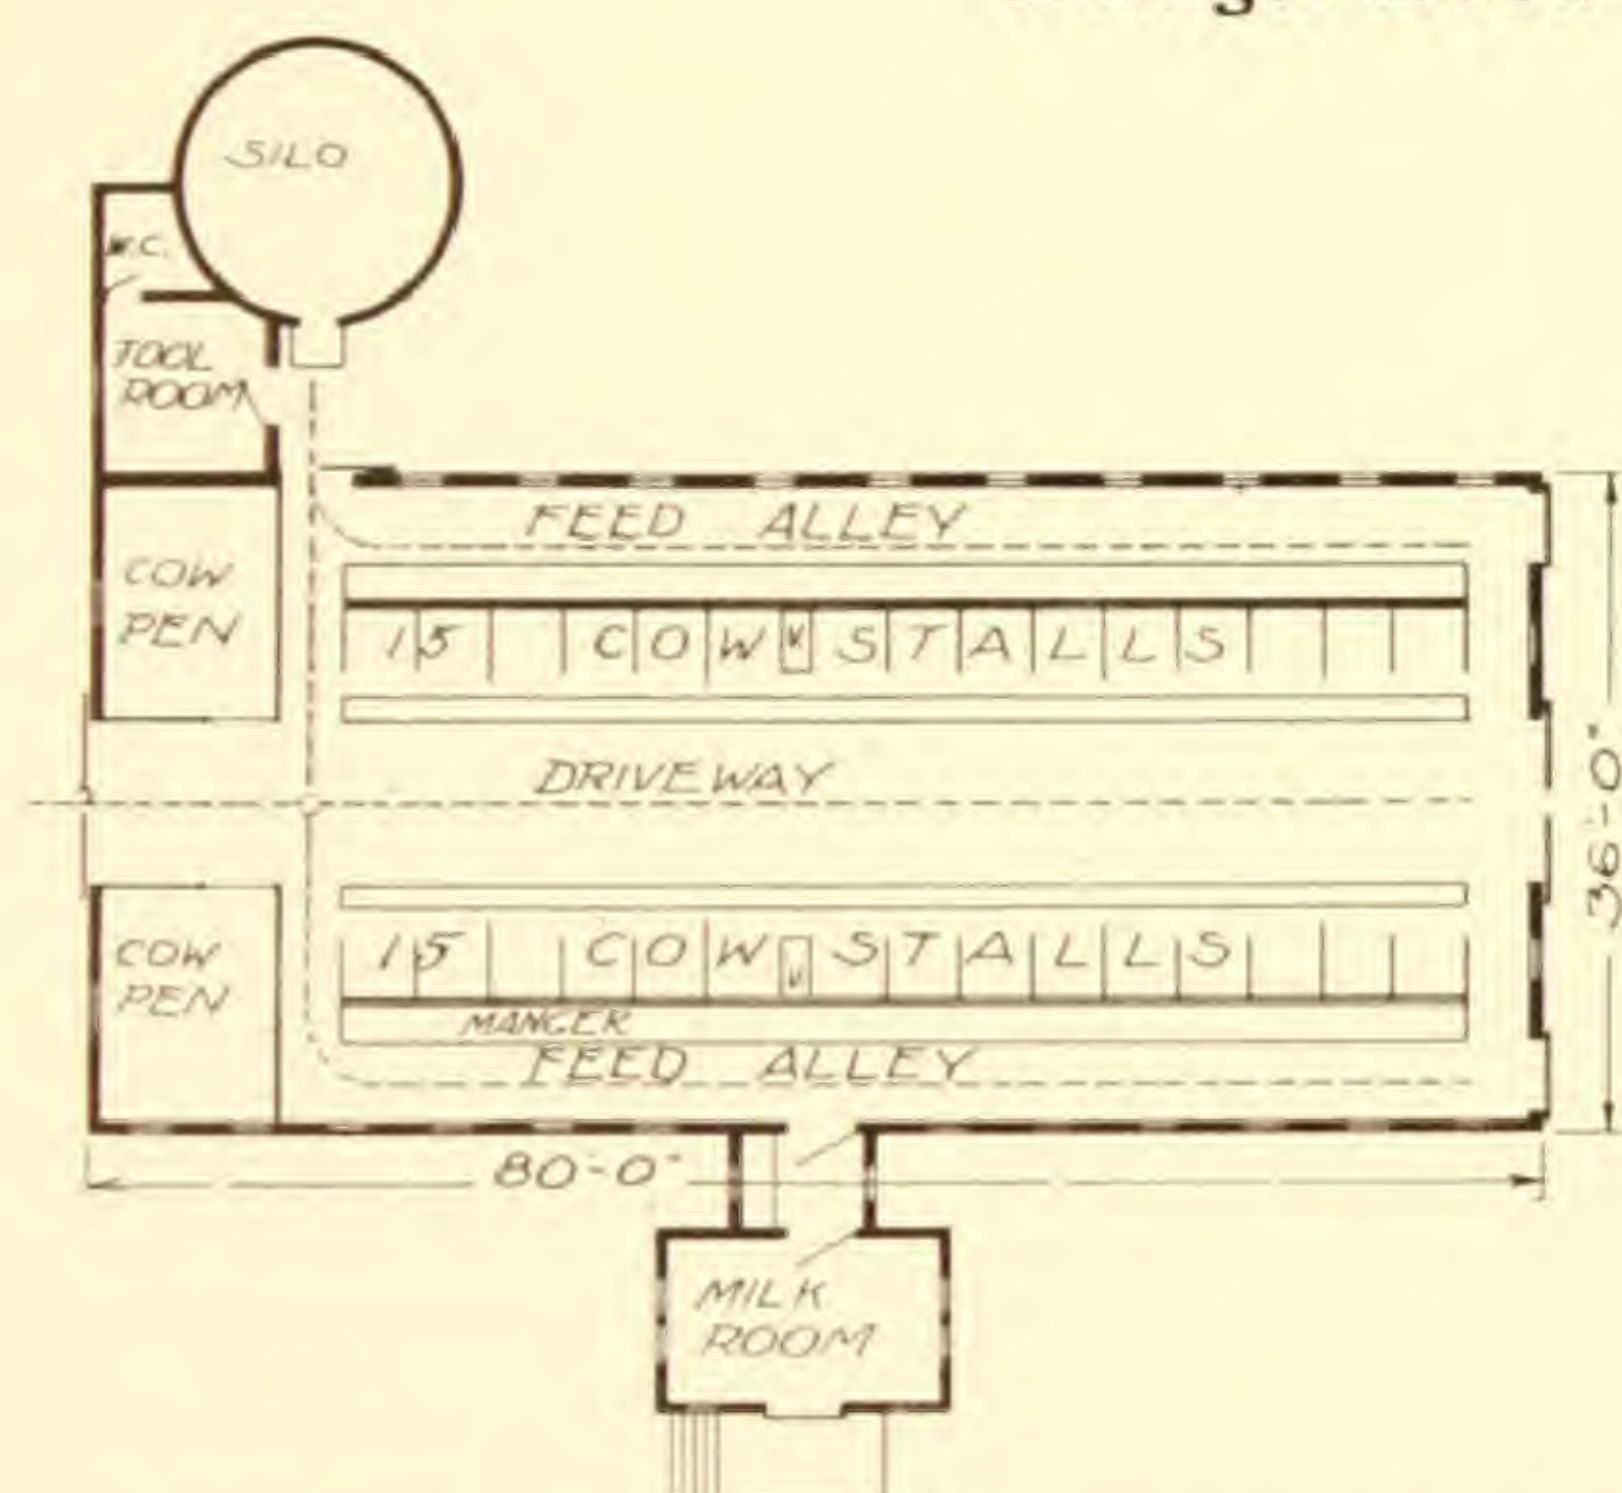 SILO
W.C.
TOOL
ROOM
FEED ALLEY
COW
PEN
15 COW V STALLS
DRIVEWAY
36'-0"
COW
PEN
15 COW V STALLS
MANGER
FEED ALLEY
80'-0"
MILK
ROOM